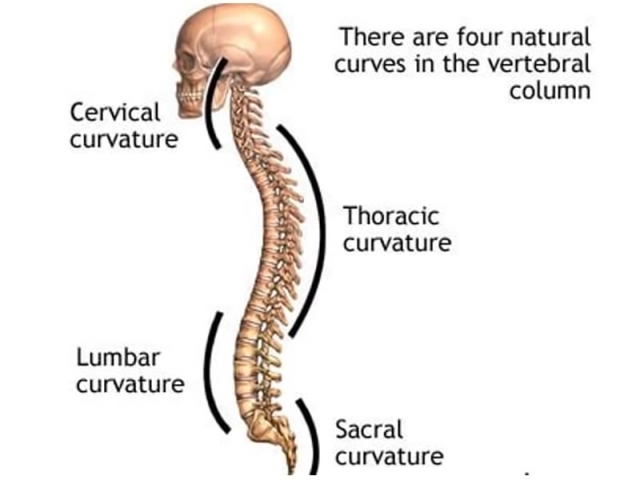 There are four natural
curves in the vertebral
column
Cervical
curvature
Thoracic
curvature
Lumbar
curvature
Sacral
curvature